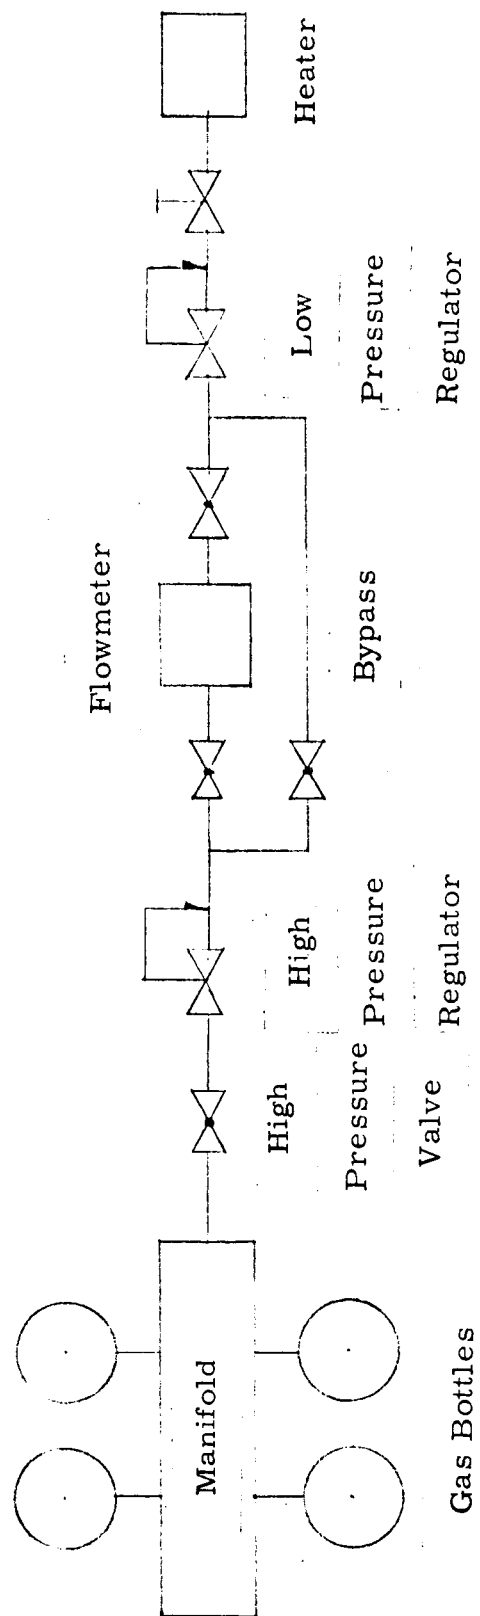 Flowmeter
Manifold
Gas Bottles
High
Pressure
Valve
High
Pressure
Regulator
Bypass
Low
Pressure
Regulator
Heater